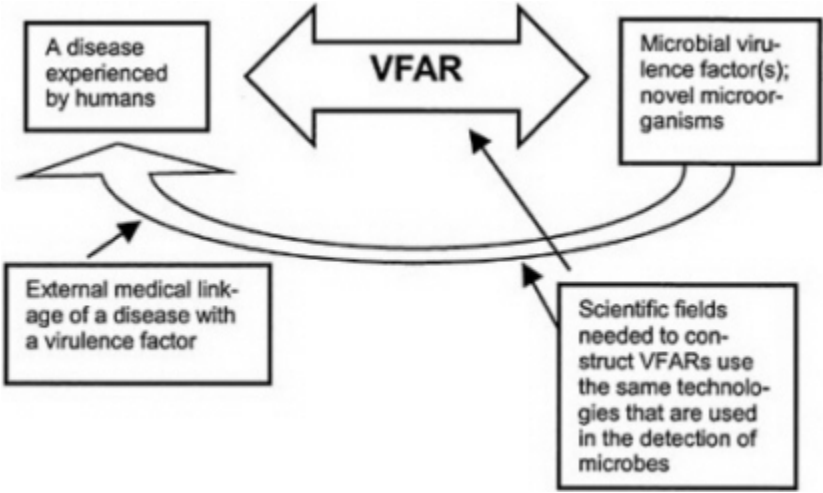 A disease
experienced
by humans
VFAR
Microbial viru-
lence factor(s);
novel microor-
ganisms
External medical link-
age of a disease with
a virulence factor
Scientific fields
needed to con-
struct VFARs use
the same technolo-
gies that are used
in the detection of
microbes